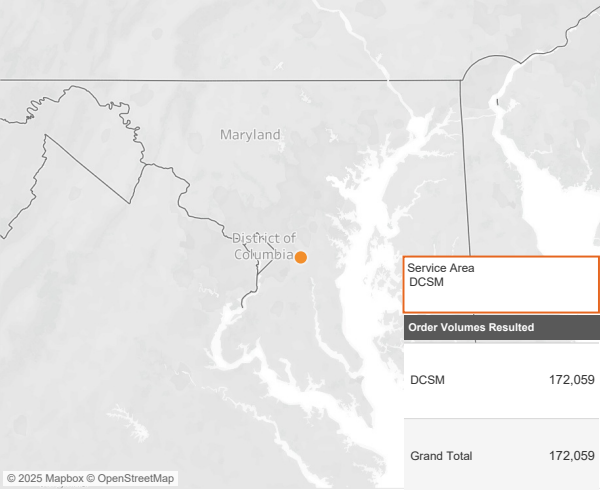 Maryland
District of
Columbia
Service Area
DCSM
Order Volumes Resulted
DCSM 172,059
Grand Total 172,059
© 2025 Mapbox © OpenStreetMap